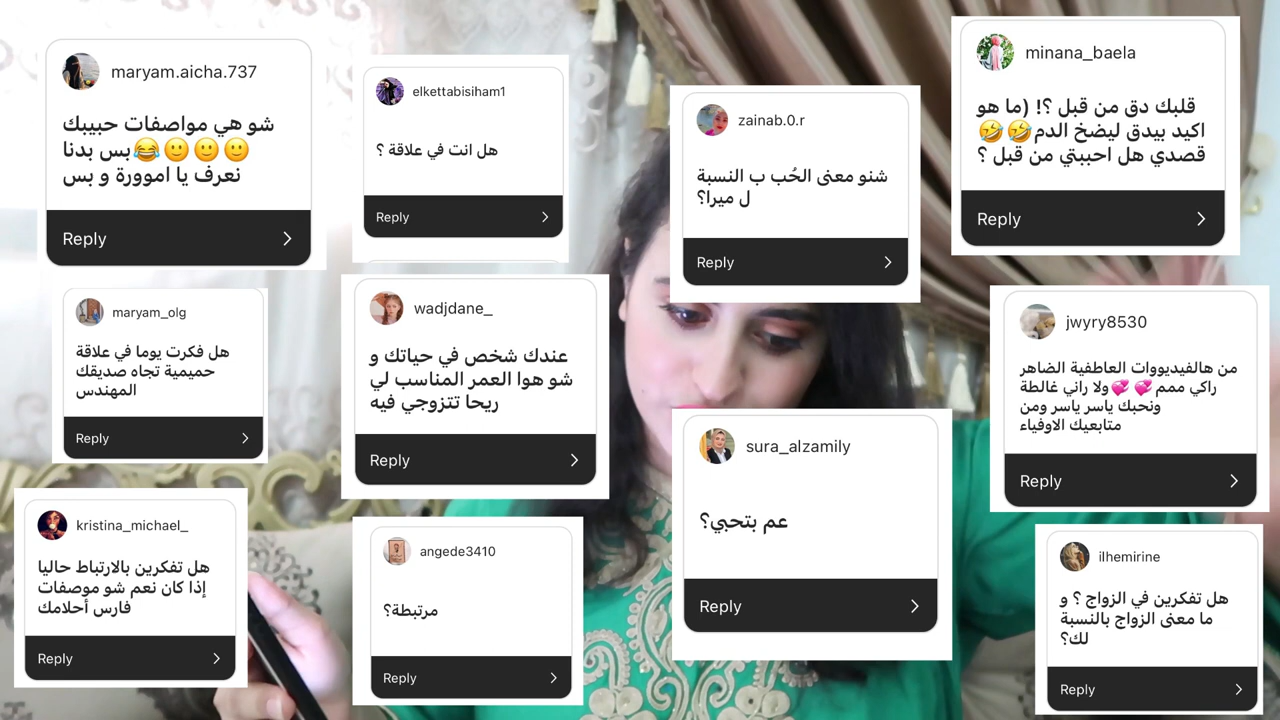 maryam.aicha.737
شو هي مواصفات حبيبك
😂🙂🙂🙂بس بدنا
نعرف يا اموورة و بس
Reply
elkettabisiham1
هل انت في علاقة ؟
Reply
zainab.0.r
شنو معنى الحُب ب النسبة
ل ميرا؟
Reply
minana_baela
قلبك دق من قبل ؟! (ما هو
اكيد بيدق ليضخ الدم🤣🤣
قصدي هل احببتي من قبل ؟
Reply
maryam_olg
هل فكرت يوما في علاقة
حميمية تجاه صديقك
المهندس
Reply
wadjdane_
عندك شخص في حياتك و
شو هوا العمر المناسب لي
ريحا تتزوجي فيه
Reply
sura_alzamily
عم بتحبي؟
Reply
jwyry8530
من هالفيديووات العاطفية الضاهر
راكي ممم💞💞ولا راني غالطة
ونحبك ياسر ياسر ومن
متابعيك الاوفياء
Reply
kristina_michael_
هل تفكرين بالارتباط حاليا
إذا كان نعم شو موصفات
فارس أحلامك
Reply
angede3410
مرتبطة؟
Reply
ilhemirine
هل تفكرين في الزواج ؟ و
ما معنى الزواج بالنسبة
لك؟
Reply